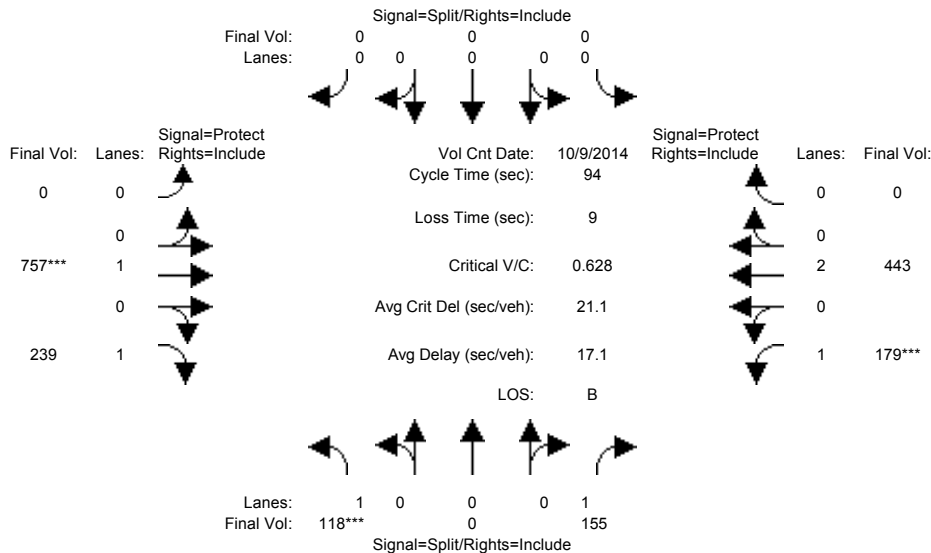 Signal=Split/Rights=Include
Final Vol: 0 0 0
Lanes: 0 0 0 0 0
Signal=Protect Signal=Protect
Final Vol: Lanes: Rights=Include Vol Cnt Date: 10/9/2014 Rights=Include Lanes: Final Vol:
Cycle Time (sec): 94
0 0 0 0
Loss Time (sec): 9
0 0
757*** 1 Critical V/C: 0.628 2 443
0 Avg Crit Del (sec/veh): 21.1 0
239 1 Avg Delay (sec/veh): 17.1 1 179***
LOS: B
Lanes: 1 0 0 0 1
Final Vol: 118*** 0 155
Signal=Split/Rights=Include